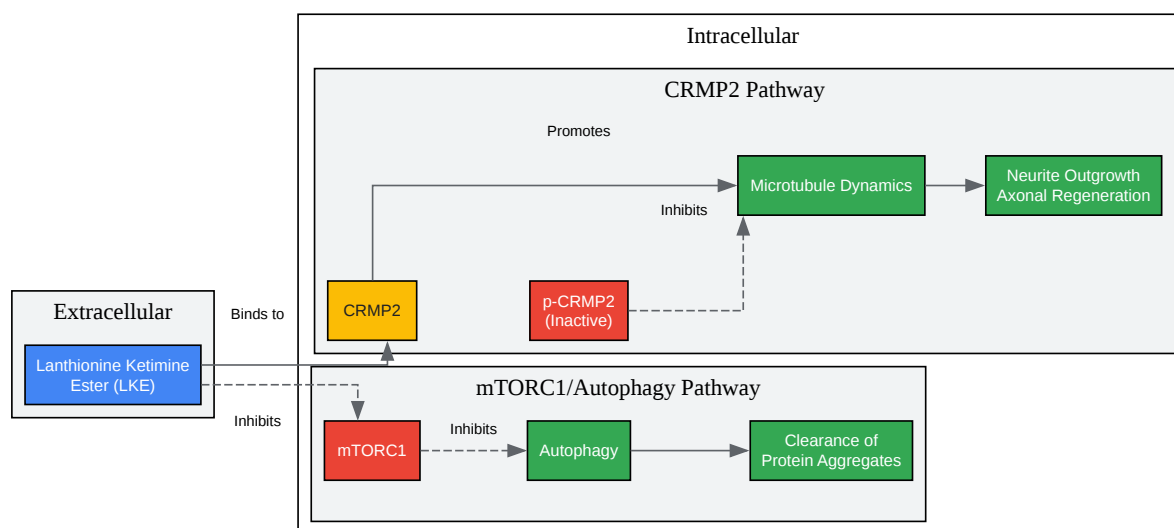 Intracellular
CRMP2 Pathway
Promotes
Microtubule Dynamics
Neurite Outgrowth
Axonal Regeneration
Inhibits
CRMP2
p-CRMP2
(Inactive)
Extracellular
Binds to
Lanthionine Ketimine
Ester (LKE)
Inhibits
mTORC1/Autophagy Pathway
mTORC1
Inhibits
Autophagy
Clearance of
Protein Aggregates